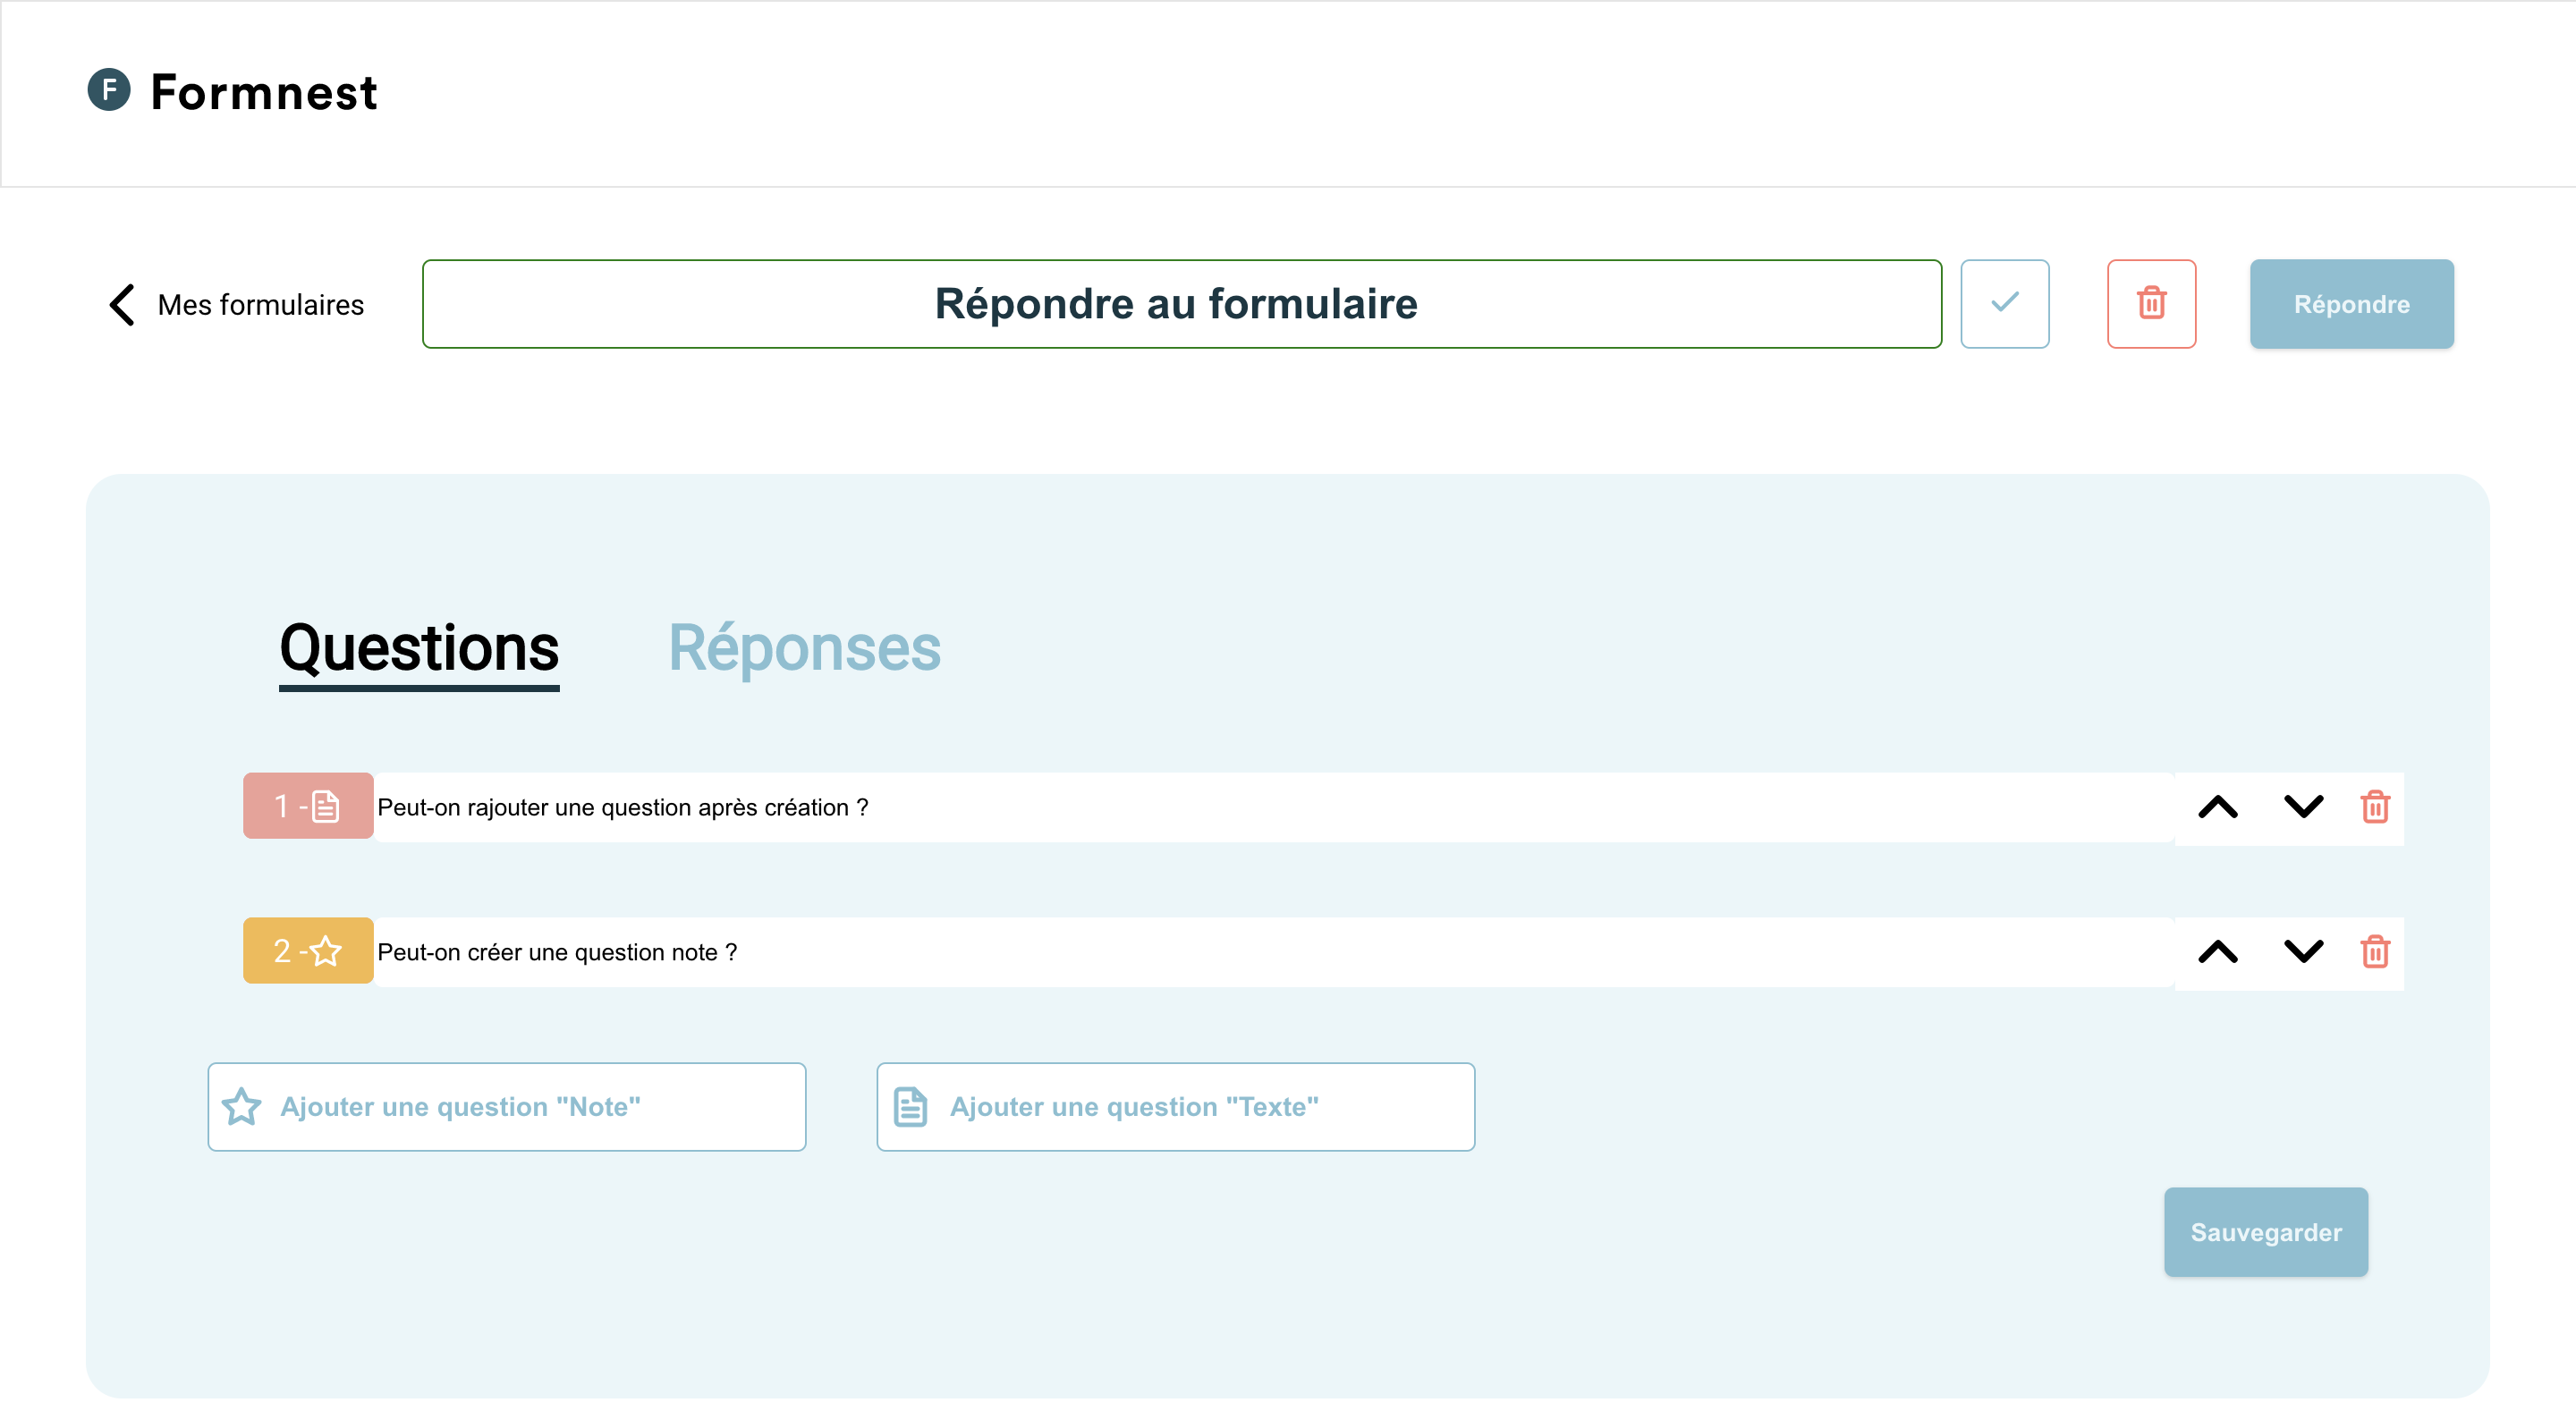 F Formnest
Mes formulaires
Répondre au formulaire
Répondre
Questions
Réponses
1 -
Peut-on rajouter une question après création ?
2 -
Peut-on créer une question note ?
Ajouter une question "Note"
Ajouter une question "Texte"
Sauvegarder